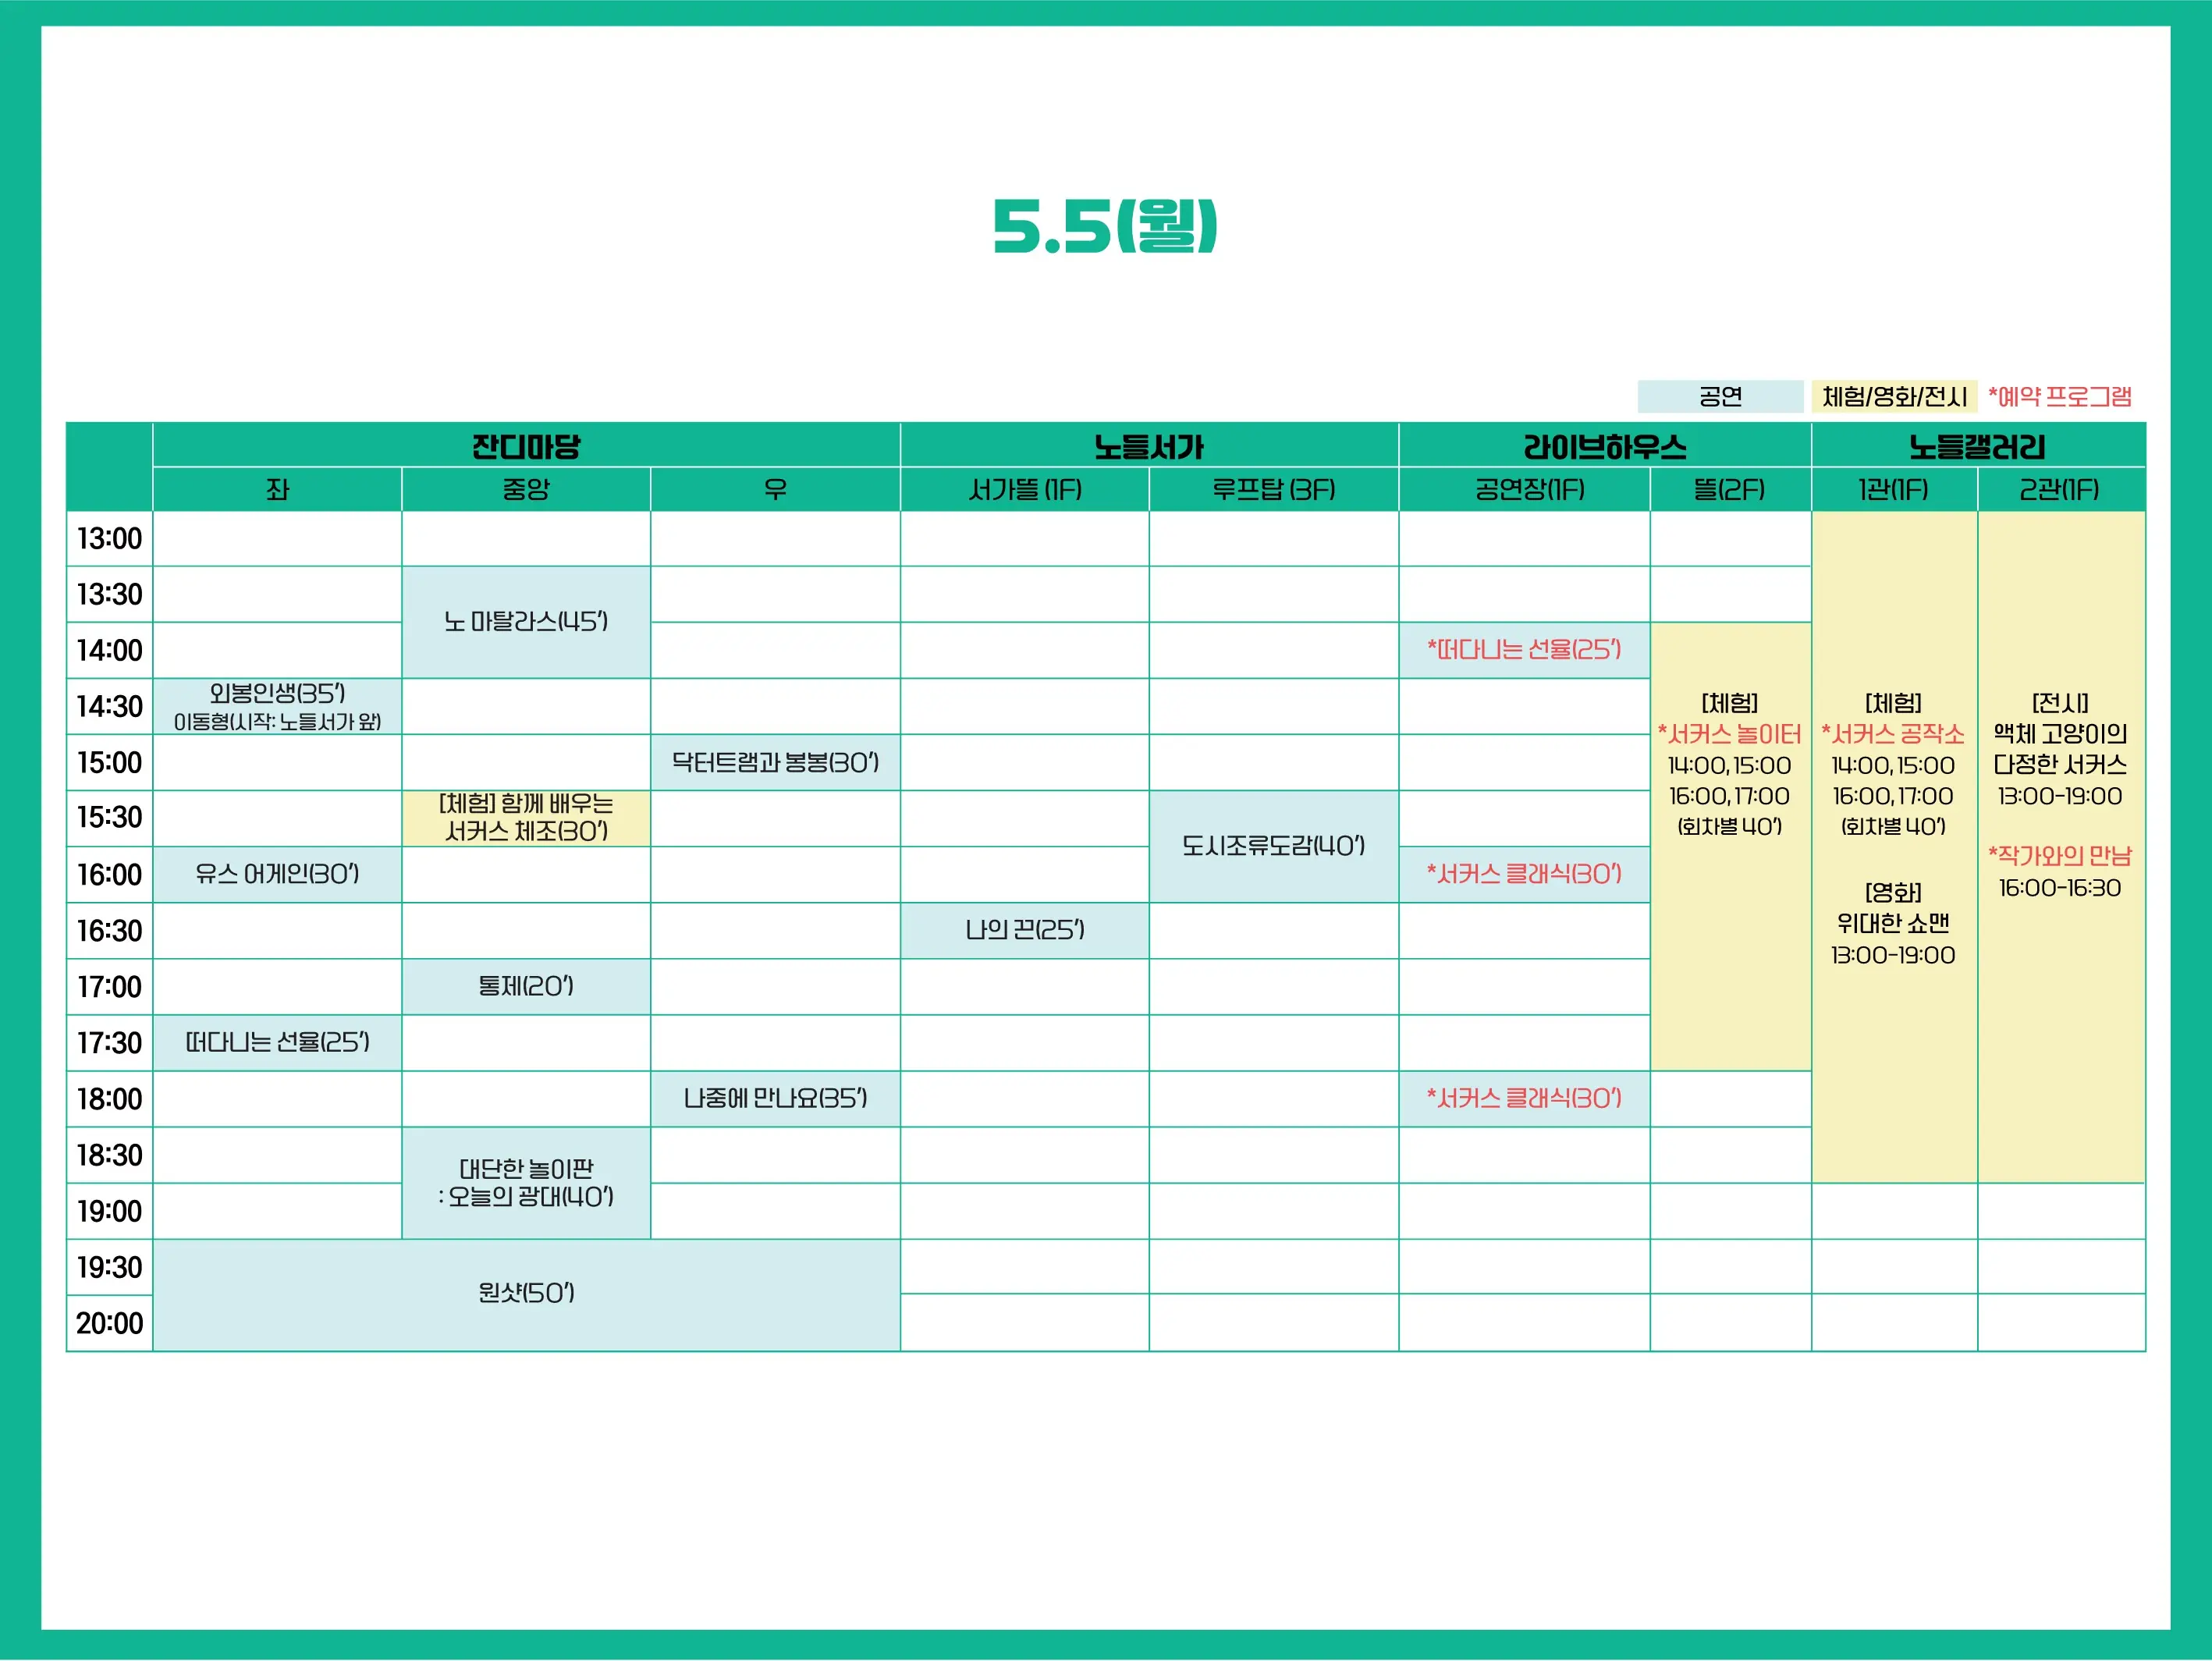 5.5(월)
공연 체험/영화/전시 *예약 프로그램
잔디마당 노들서가 라이브하우스 노들갤러리
좌 중앙 우 서가뜰 (1F) 루프탑 (3F) 공연장(1F) 뜰(2F) 1관(1F) 2관(1F)
13:00
13:30
노 마탈라스(45′)
14:00
*떠다니는 선율(25′)
14:30
외봉인생(35′)
이동형(시작: 노들서가 앞)
15:00
닥터트램과 봉봉(30′)
15:30
[체험] 함께 배우는
서커스 체조(30′)
도시조류도감(40′)
16:00
유스 어게인(30′)
*서커스 클래식(30′)
16:30
나의 끈(25′)
17:00
통제(20′)
17:30
떠다니는 선율(25′)
18:00
나중에 만나요(35′)
*서커스 클래식(30′)
18:30
대단한 놀이판
: 오늘의 광대(40′)
19:00
19:30
원샷(50′)
20:00
[체험]
*서커스 놀이터
14:00, 15:00
16:00, 17:00
(회차별 40′)
[체험]
*서커스 공작소
14:00, 15:00
16:00, 17:00
(회차별 40′)
[영화]
위대한 쇼맨
13:00-19:00
[전시]
액체 고양이의
다정한 서커스
13:00-19:00
*작가와의 만남
16:00-16:30